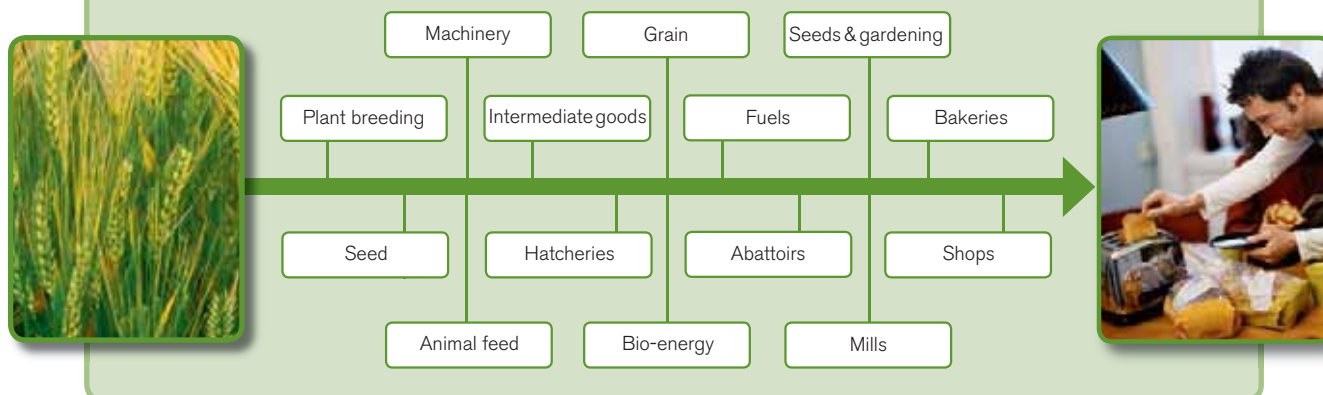 Machinery
Grain
Seeds & gardening
Plant breeding
Intermediate goods
Fuels
Bakeries
Seed
Hatcheries
Abattoirs
Shops
Animal feed
Bio-energy
Mills